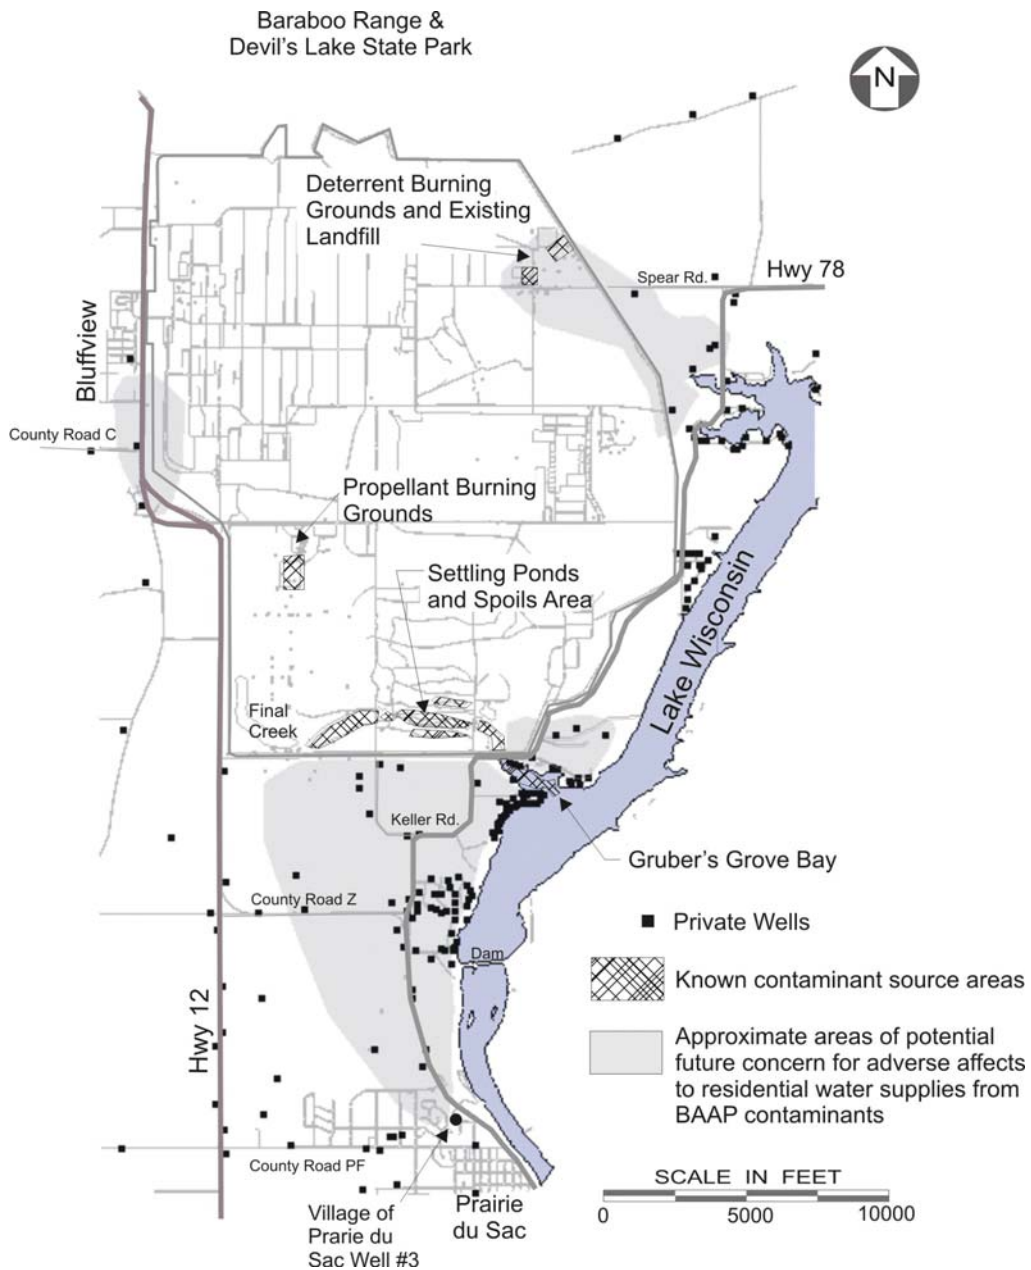 Baraboo Range &
Devil's Lake State Park
N
Deterrent Burning
Grounds and Existing
Landfill
Spear Rd.
Hwy 78
Bluffview
County Road C
Propellant Burning
Grounds
Settling Ponds
and Spoils Area
Lake Wisconsin
Final
Creek
Keller Rd.
Gruber's Grove Bay
County Road Z
Private Wells
Dam
Known contaminant source areas
Hwy 12
Approximate areas of potential
future concern for adverse affects
to residential water supplies from
BAAP contaminants
County Road PF
SCALE IN FEET
0 5000 10000
Village of
Prarie du
Sac Well #3
Prairie
du Sac